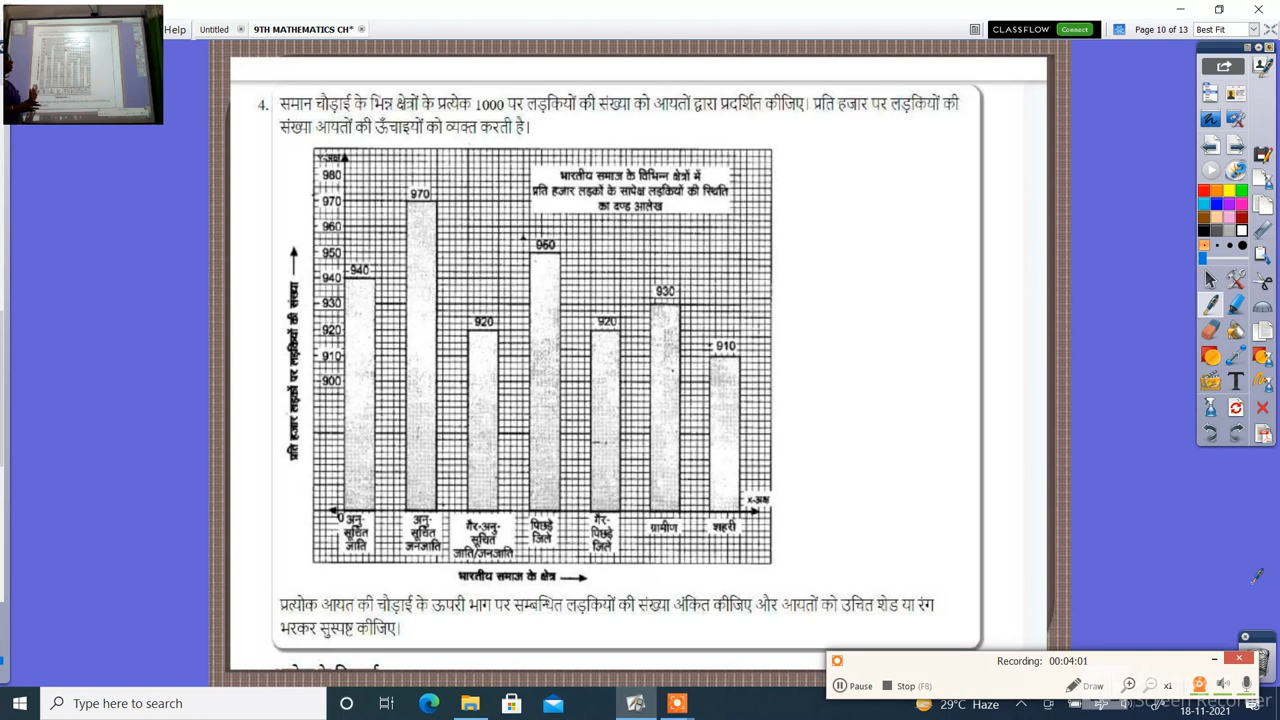 Help
Untitled
9TH MATHEMATICS CH*
CLASSFLOW
Connect
Page 10 of 13
Best Fit
4. समान चौड़ाई के भिन्न क्षेत्रों के प्रत्येक 1000 पर लड़कियों की संख्या को आयतों द्वारा प्रदर्शित कीजिए। प्रति हजार पर लड़कियों की
संख्या आयतों की ऊँचाइयों को व्यक्त करती है।
Y-अक्ष
भारतीय समाज के विभिन्न क्षेत्रों में
प्रति हजार लड़कों के सापेक्ष लड़कियों की स्थिति
का दण्ड आलेख
980
970
960
950
940
930
920
910
900
940
970
920
950
920
930
910
प्रति हजार लड़कों पर लड़कियों की संख्या
X-अक्ष
0
अनु-
सूचित
जाति
अनु-
सूचित
जनजाति
गैर-अनु-
सूचित
जाति/जनजाति
पिछड़े
जिले
गैर-
पिछड़े
जिले
ग्रामीण
शहरी
भारतीय समाज के क्षेत्र
प्रत्योक आयत की चौड़ाई के ऊपरी भाग पर सम्बन्धित लड़कियों की संख्या अंकित कीजिए और आयतों को उचित शेड या रंग
भरकर सुस्पष्ट कीजिए।
Recording: 00:04:01
Pause
Stop (F8)
Draw
x1
Type here to search
29°C Haze
18-11-2021